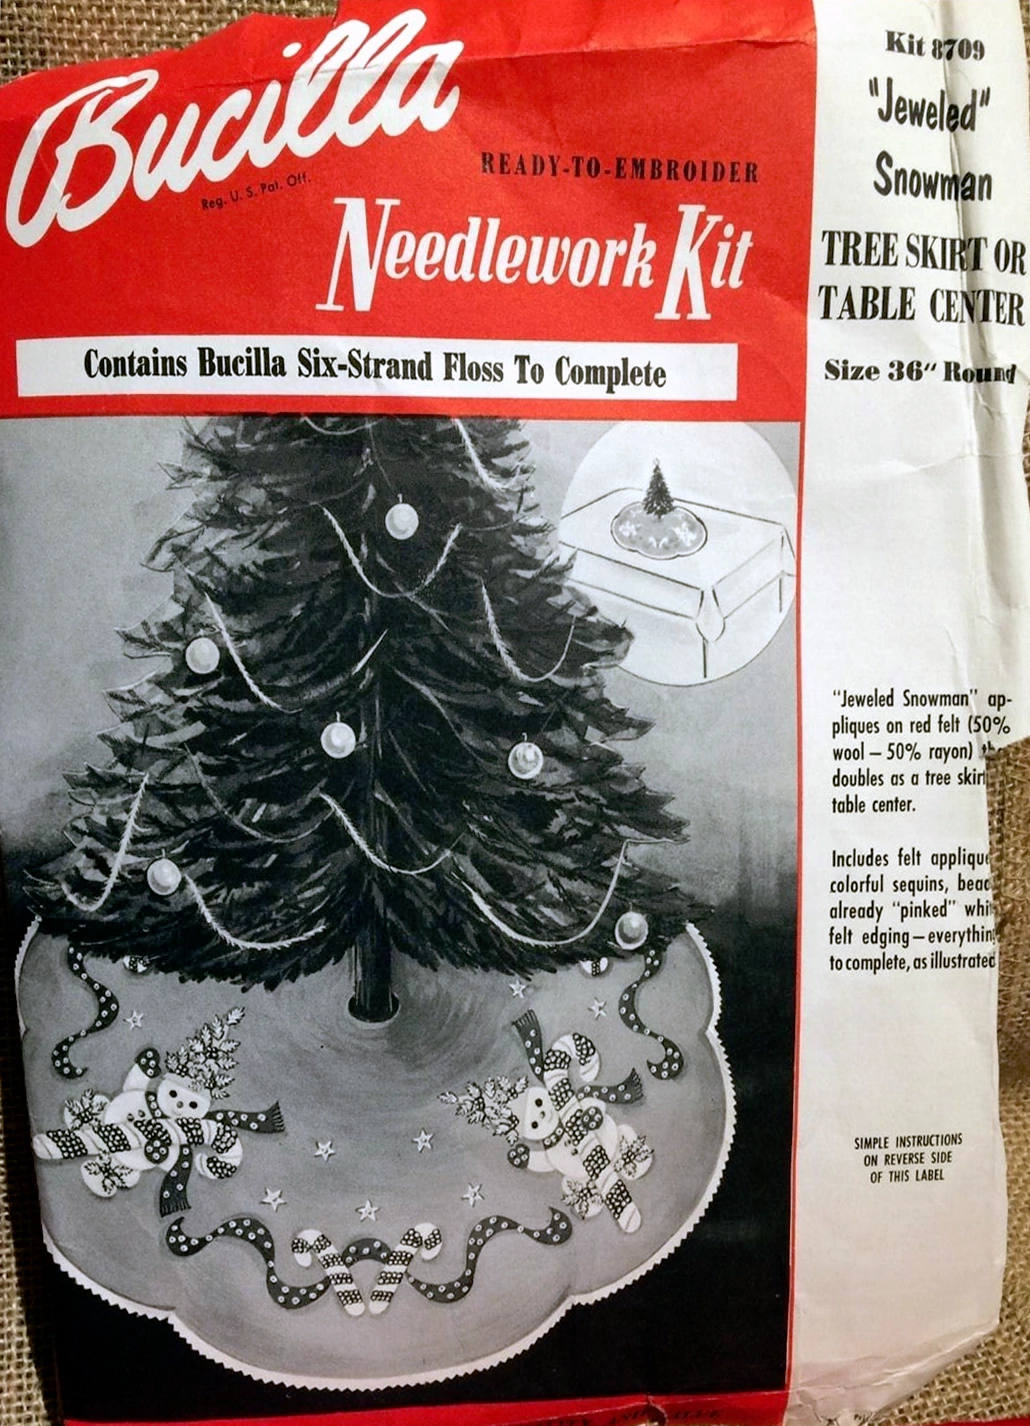 Bucilla
Reg. U. S. Pat. Off.
READY-TO-EMBROIDER
Needlework Kit
Contains Bucilla Six-Strand Floss To Complete
Kit 8709
"Jeweled"
Snowman
TREE SKIRT OR
TABLE CENTER
Size 36" Round
"Jeweled Snowman" ap-
pliques on red felt (50%
wool — 50% rayon)
doubles as a tree skirt
table center.
Includes felt applique
colorful sequins,
already "pinked"
felt edging — everything
to complete, as illustrated
SIMPLE INSTRUCTIONS
ON REVERSE SIDE
OF THIS LABEL